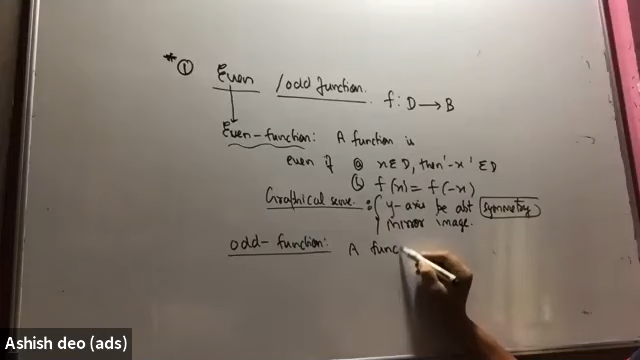 * ① Even / odd function.
f: D → B
Even-function: A function is
even if ⓐ x ∈ D, then '-x' ∈ D
ⓑ f(x) = f(-x)
Graphical sense: y-axis be abt symmetry
mirror image.
odd-function: A func
Ashish deo (ads)